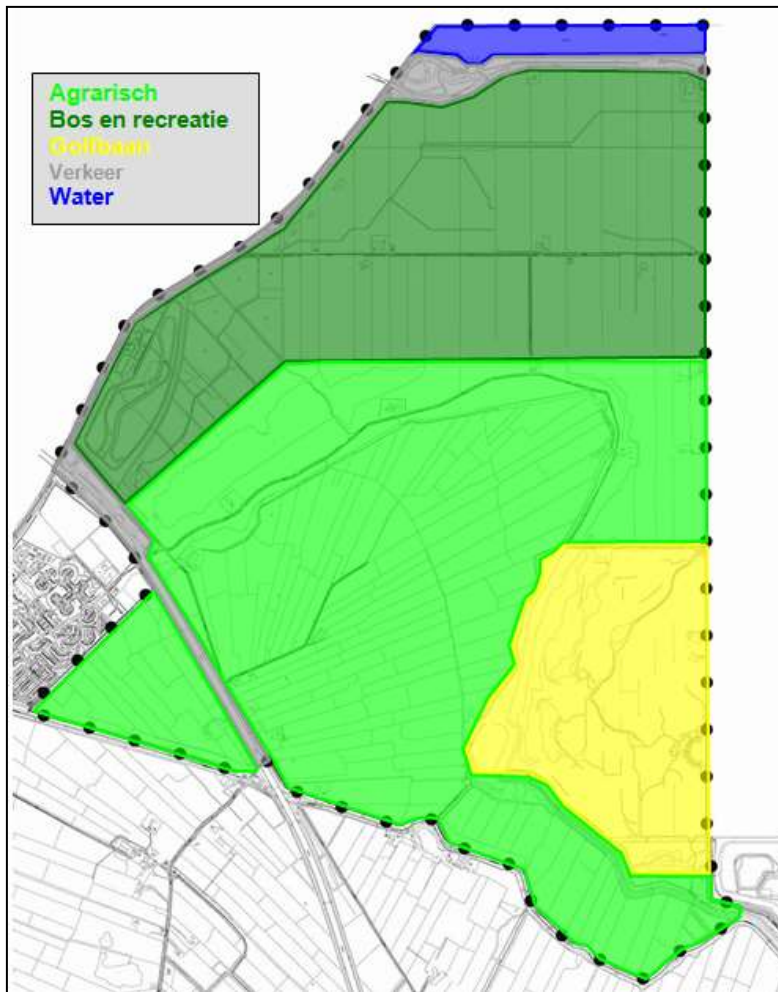 Agrarisch
Bos en recreatie
Golfbaan
Verkeer
Water